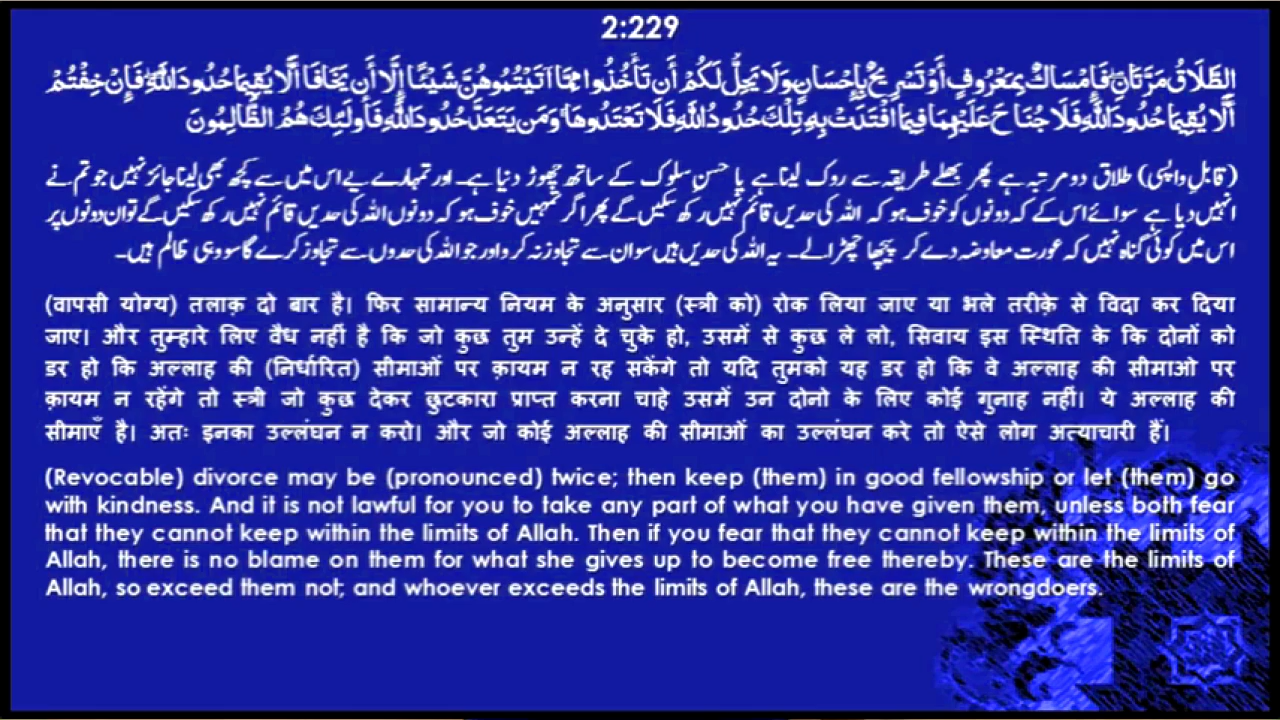 2:229
الطَّلَاقُ مَرَّتَانِ ۖ فَإِمْسَاكٌ بِمَعْرُوفٍ أَوْ تَسْرِيحٌ بِإِحْسَانٍ ۗ وَلَا يَحِلُّ لَكُمْ أَن تَأْخُذُوا مِمَّا آتَيْتُمُوهُنَّ شَيْئًا إِلَّا أَن يَخَافَا أَلَّا يُقِيمَا حُدُودَ اللَّهِ ۖ فَإِنْ خِفْتُمْ
أَلَّا يُقِيمَا حُدُودَ اللَّهِ فَلَا جُنَاحَ عَلَيْهِمَا فِيمَا افْتَدَتْ بِهِ ۗ تِلْكَ حُدُودُ اللَّهِ فَلَا تَعْتَدُوهَا ۚ وَمَن يَتَعَدَّ حُدُودَ اللَّهِ فَأُولَٰئِكَ هُمُ الظَّالِمُونَ
(قابلِ واپسی) طلاق دو مرتبہ ہے پھر بھلے طریقہ سے روک لینا ہے یا حسنِ سلوک کے ساتھ چھوڑ دنیا ہے۔ اور تمہارے لیے اس میں سے کچھ بھی لینا جائز نہیں جو تم نے
انہیں دیا ہے سوائے اس کے کہ دونوں کو خوف ہو کہ اللہ کی حدیں قائم نہیں رکھ سکیں گے پھر اگر تمہیں خوف ہو کہ دونوں اللہ کی حدیں قائم نہیں رکھ سکیں گے تو ان دونوں پر
اس میں کوئی گناہ نہیں کہ عورت معاوضہ دے کر پیچھا چھڑالے۔ یہ اللہ کی حدیں ہیں سو ان سے تجاوز نہ کرو اور جو اللہ کی حدوں سے تجاوز کرے گا سو وہی ظالم ہیں۔
(वापसी योग्य) तलाक़ दो बार है। फिर सामान्य नियम के अनुसार (स्त्री को) रोक लिया जाए या भले तरीक़े से विदा कर दिया
जाए। और तुम्हारे लिए वैध नहीं है कि जो कुछ तुम उन्हें दे चुके हो, उसमें से कुछ ले लो, सिवाय इस स्थिति के कि दोनों को
डर हो कि अल्लाह की (निर्धारित) सीमाओं पर क़ायम न रह सकेंगे तो यदि तुमको यह डर हो कि वे अल्लाह की सीमाओ पर
क़ायम न रहेंगे तो स्त्री जो कुछ देकर छुटकारा प्राप्त करना चाहे उसमें उन दोनो के लिए कोई गुनाह नहीं। ये अल्लाह की
सीमाएँ है। अतः इनका उल्लंघन न करो। और जो कोई अल्लाह की सीमाओं का उल्लंघन करे तो ऐसे लोग अत्याचारी हैं।
(Revocable) divorce may be (pronounced) twice; then keep (them) in good fellowship or let (them) go
with kindness. And it is not lawful for you to take any part of what you have given them, unless both fear
that they cannot keep within the limits of Allah. Then if you fear that they cannot keep within the limits of
Allah, there is no blame on them for what she gives up to become free thereby. These are the limits of
Allah, so exceed them not; and whoever exceeds the limits of Allah, these are the wrongdoers.